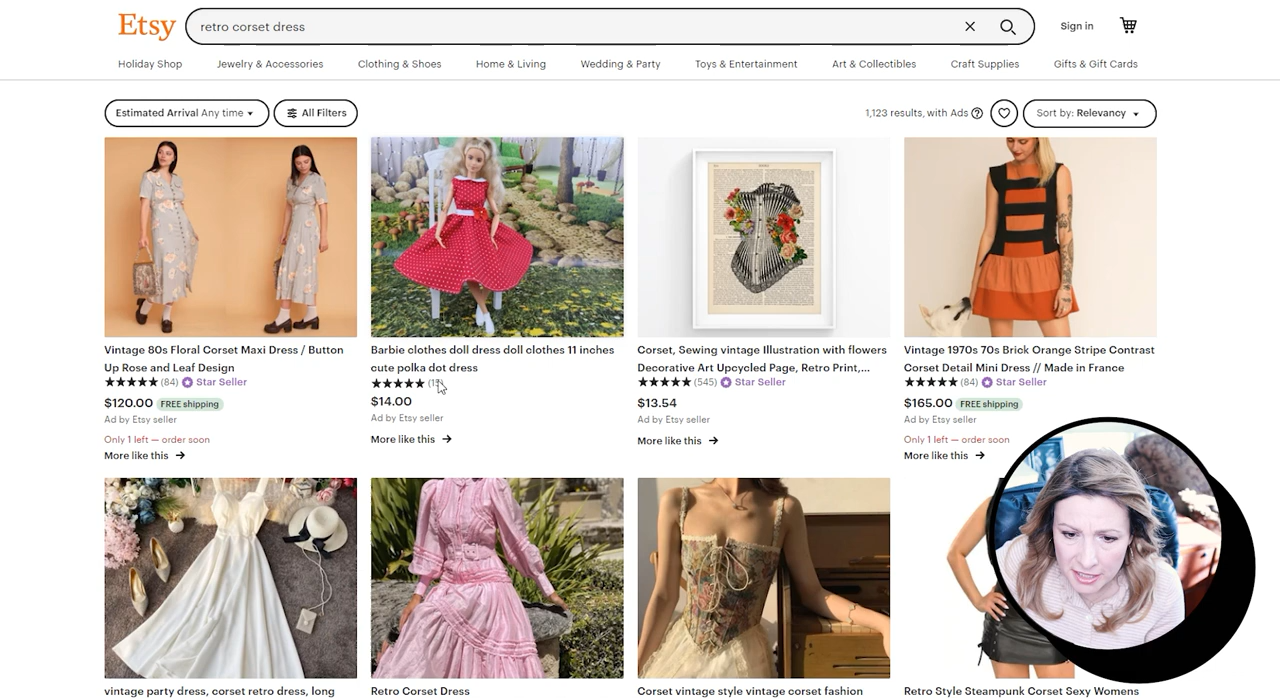 Etsy
retro corset dress
Sign in
Holiday Shop
Jewelry & Accessories
Clothing & Shoes
Home & Living
Wedding & Party
Toys & Entertainment
Art & Collectibles
Craft Supplies
Gifts & Gift Cards
Estimated Arrival Any time
All Filters
1,123 results, with Ads ?
Sort by: Relevancy
Vintage 80s Floral Corset Maxi Dress / Button
Up Rose and Leaf Design
(84) Star Seller
$120.00 FREE shipping
Ad by Etsy seller
Only 1 left — order soon
More like this →
Barbie clothes doll dress doll clothes 11 inches
cute polka dot dress
$14.00
Ad by Etsy seller
More like this →
Corset, Sewing vintage Illustration with flowers
Decorative Art Upcycled Page, Retro Print,...
(545) Star Seller
$13.54
Ad by Etsy seller
More like this →
Vintage 1970s 70s Brick Orange Stripe Contrast
Corset Detail Mini Dress // Made in France
(84) Star Seller
$165.00 FREE shipping
Ad by Etsy seller
Only 1 left — order soon
More like this →
vintage party dress, corset retro dress, long
Retro Corset Dress
Corset vintage style vintage corset fashion
Retro Style Steampunk Corset Sexy Womens